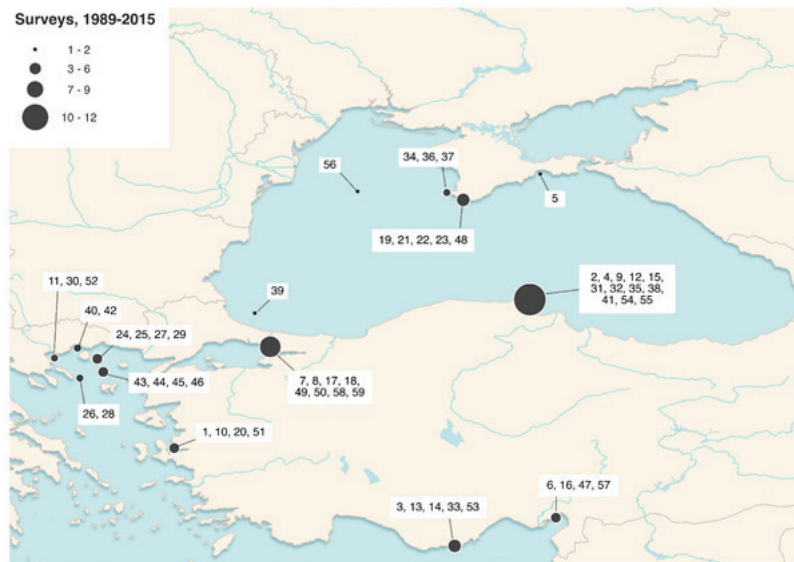 Surveys, 1989-2015
1 - 2
3 - 6
7 - 9
10 - 12
56
34, 36, 37
5
19, 21, 22, 23, 48
2, 4, 9, 12, 15,
31, 32, 35, 38,
41, 54, 55
39
11, 30, 52
40, 42
24, 25, 27, 29
43, 44, 45, 46
7, 8, 17, 18,
49, 50, 58, 59
26, 28
1, 10, 20, 51
6, 16, 47, 57
3, 13, 14, 33, 53